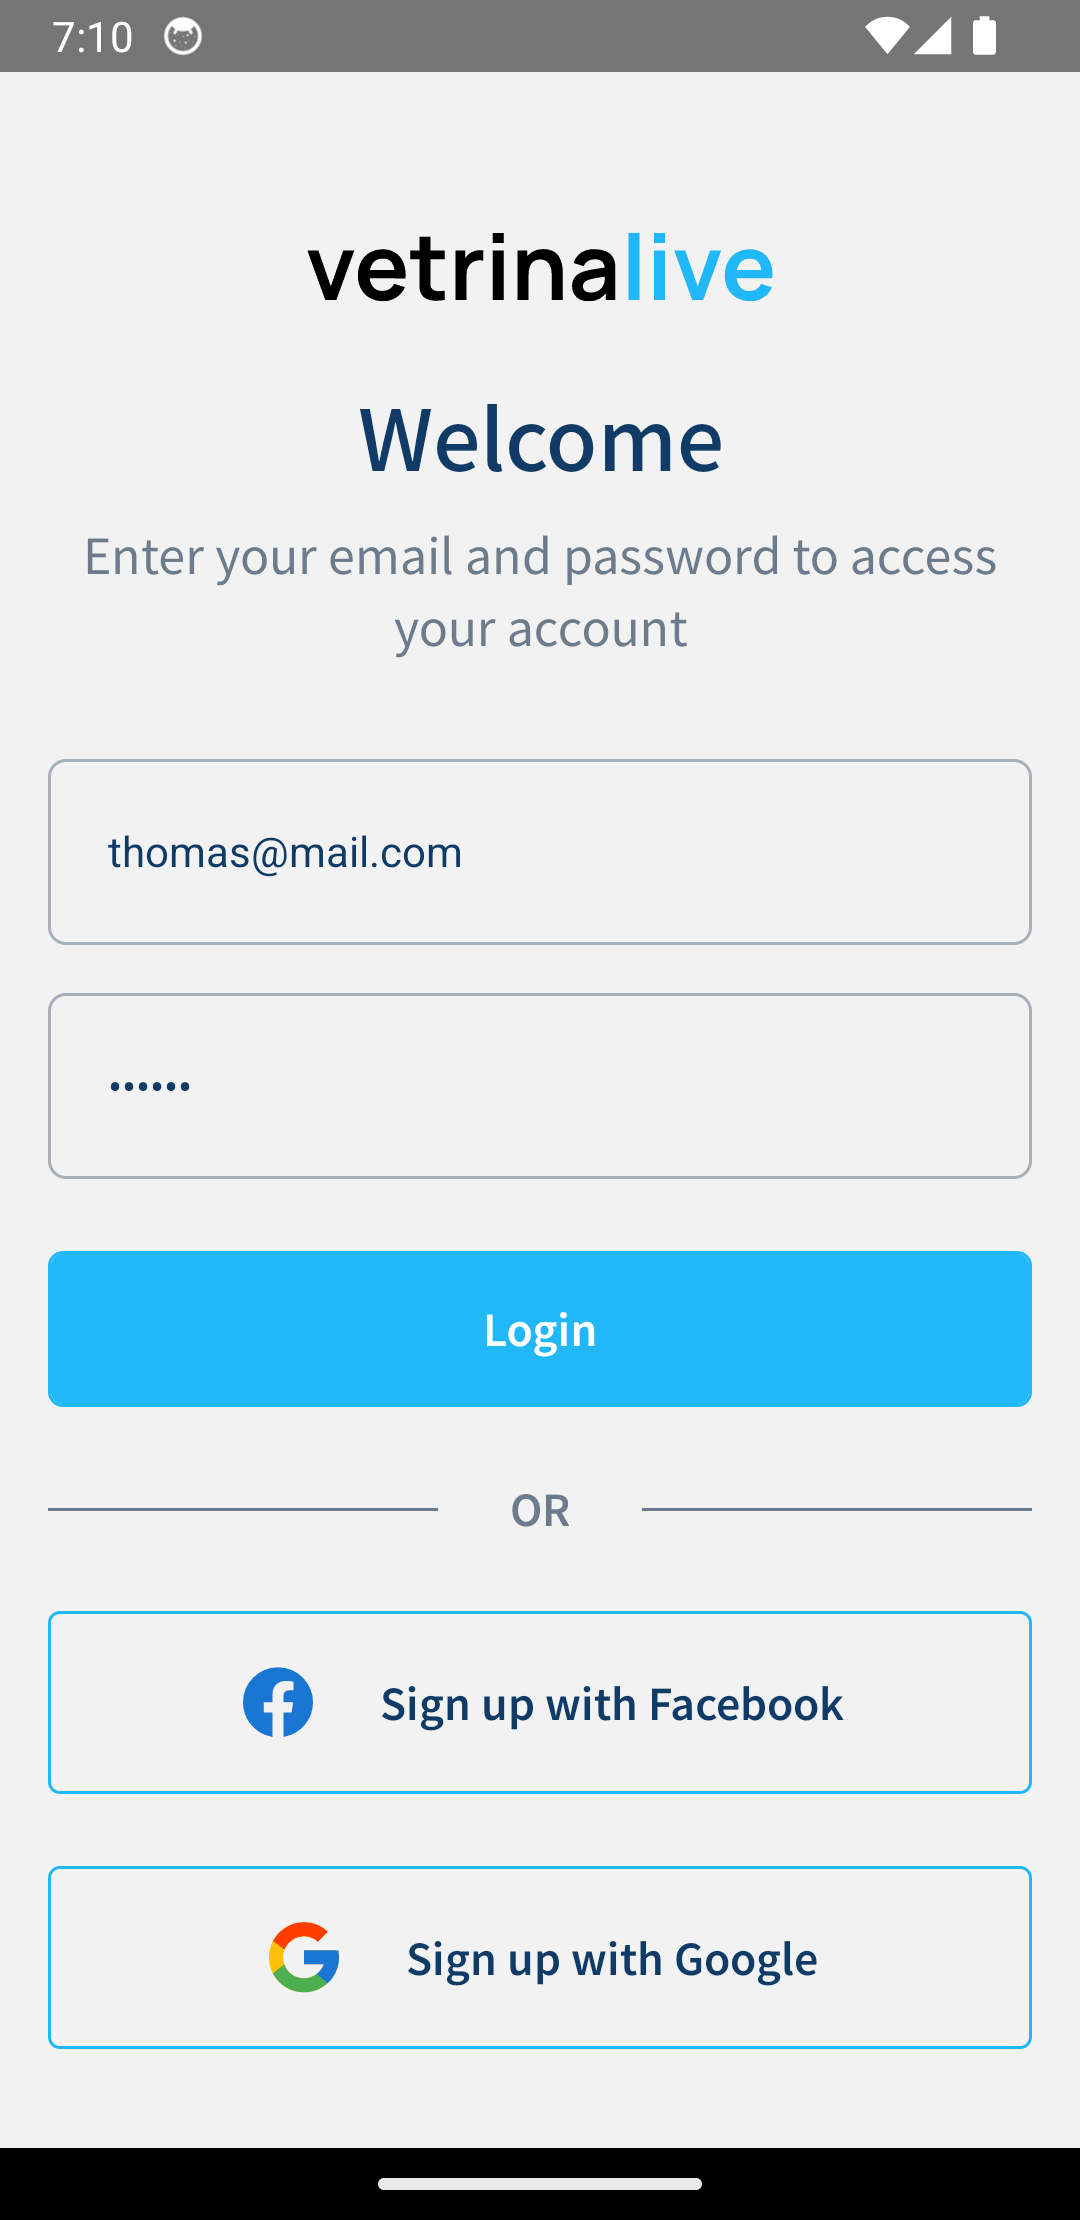 7:10
vetrinalive
Welcome
Enter your email and password to access
your account
thomas@mail.com
••••••
Login
OR
Sign up with Facebook
Sign up with Google